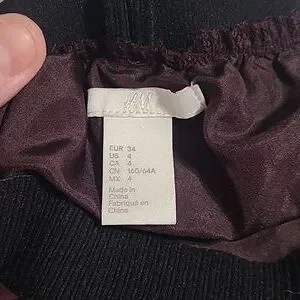 H&M
EUR 34
US 4
CA 4
CN 160/64A
MX 4
Made in
China
Fabriqué en
Chine